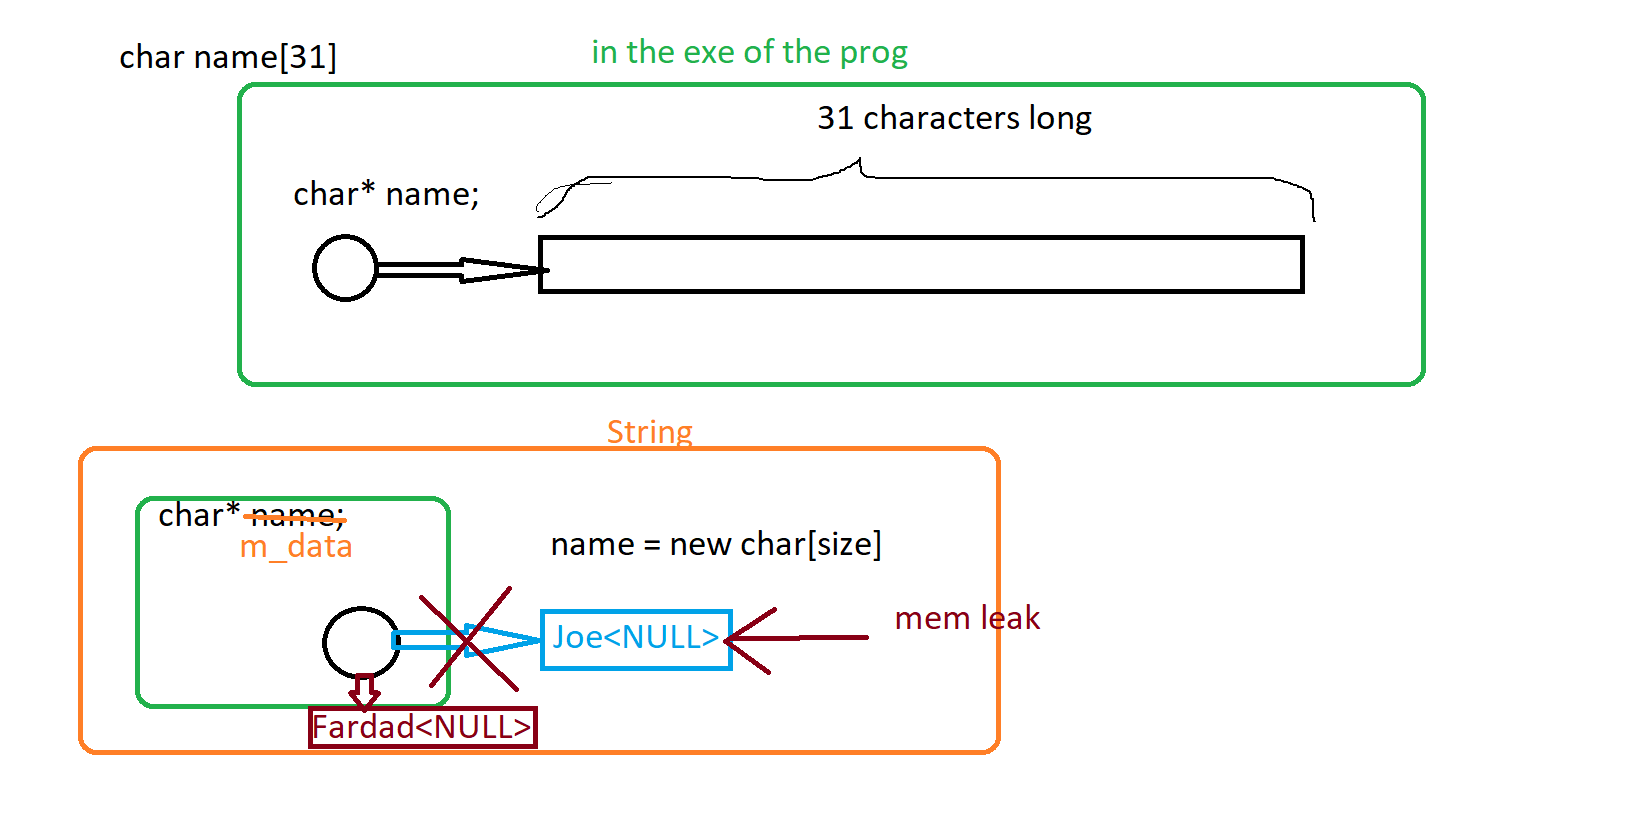 char name[31]
in the exe of the prog
31 characters long
char* name;
String
char* name;
m_data
name = new char[size]
mem leak
Joe<NULL>
Fardad<NULL>